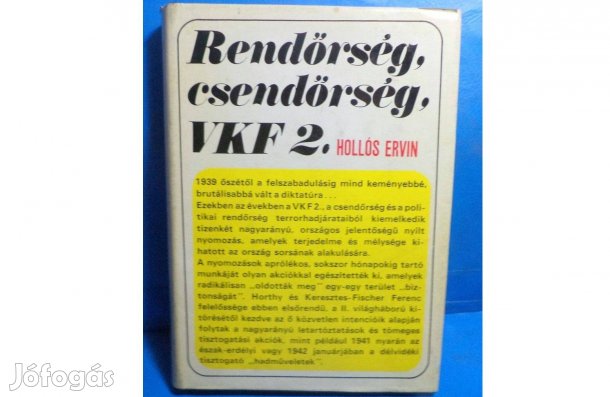 Rendőrség,
csendőrség,
VKF 2. HOLLÓS ERVIN
1939 őszétől a felszabadulásig mind keményebbé,
brutálisabbá vált a diktatúra...
Ezekben az években a VKF2., a csendőrség és a poli-
tikai rendőrség terrorhadjárataiból kiemelkedik
tizenkét nagyarányú, országos jelentőségű nyílt
nyomozás, amelyek terjedelme és mélysége ki-
hatott az ország sorsának alakulására.
A nyomozások aprólékos, sokszor hónapokig tartó
munkáját olyan akciókkal egészítették ki, amelyek
radikálisan „oldották meg" egy-egy terület „biz-
tonságát". Horthy és Keresztes-Fischer Ferenc
felelőssége ebben elsőrendű, a II. világháború ki-
törésétől kezdve az ő közvetlen intencióik alapján
folytak a nagyarányú letartóztatások és tömeges
tisztogatási akciók, mint például 1941 nyarán az
észak-erdélyi vagy 1942 januárjában a délvidéki
tisztogató „hadműveletek".
Jófogás